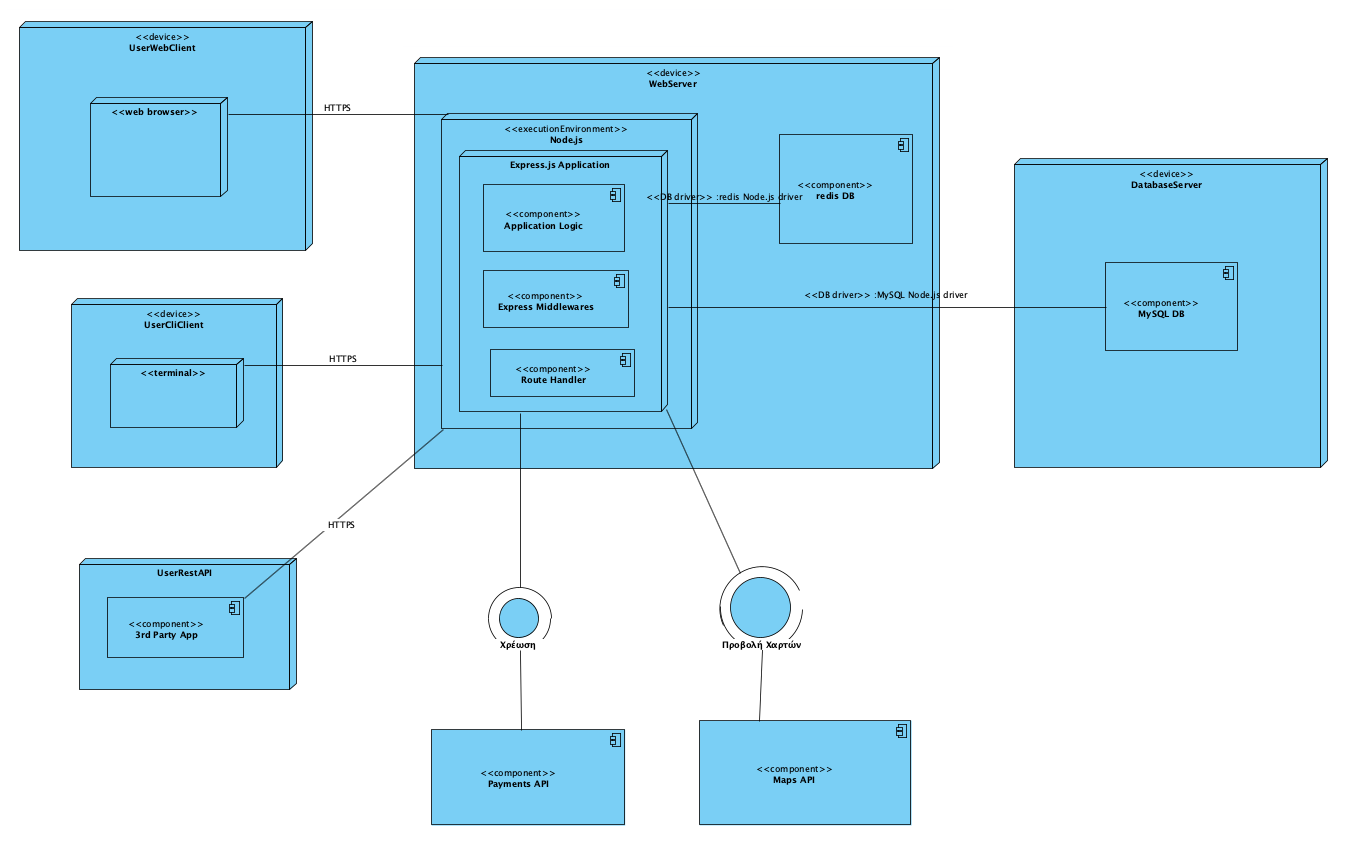 <<device>>
UserWebClient
<<web browser>>
HTTPS
<<device>>
WebServer
<<executionEnvironment>>
Node.js
Express.js Application
<<component>>
Application Logic
<<component>>
Express Middlewares
<<component>>
Route Handler
<<DB driver>> :redis Node.js driver
<<component>>
redis DB
<<DB driver>> :MySQL Node.js driver
<<device>>
DatabaseServer
<<component>>
MySQL DB
<<device>>
UserCliClient
<<terminal>>
HTTPS
HTTPS
UserRestAPI
<<component>>
3rd Party App
Χρέωση
Προβολή Χαρτών
<<component>>
Payments API
<<component>>
Maps API